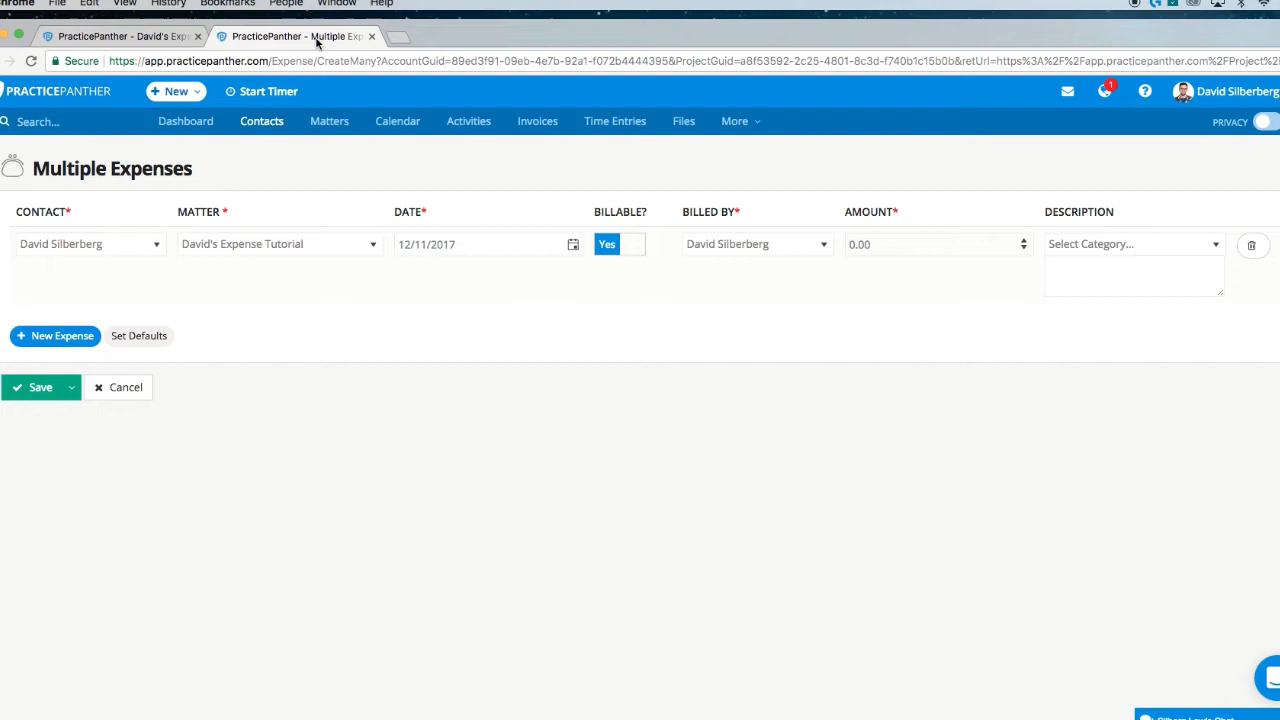 Chrome File Edit View History Bookmarks People Window Help
PracticePanther - David's Exp
PracticePanther - Multiple Exp
Secure https://app.practicepanther.com/Expense/CreateMany?AccountGuid=89ed3f91-09eb-4e7b-92a1-f072b4444395&ProjectGuid=a8f53592-2c25-4801-8c3d-f740b1c15b0b&retUrl=https%3A%2F%2Fapp.practicepanther.com%2FProject%2
PRACTICEPANTHER + New Start Timer 1 ? David Silberberg
Search... Dashboard Contacts Matters Calendar Activities Invoices Time Entries Files More PRIVACY
Multiple Expenses
CONTACT* MATTER * DATE* BILLABLE? BILLED BY* AMOUNT* DESCRIPTION
David Silberberg David's Expense Tutorial 12/11/2017 Yes David Silberberg 0.00 Select Category...
+ New Expense Set Defaults
Save Cancel